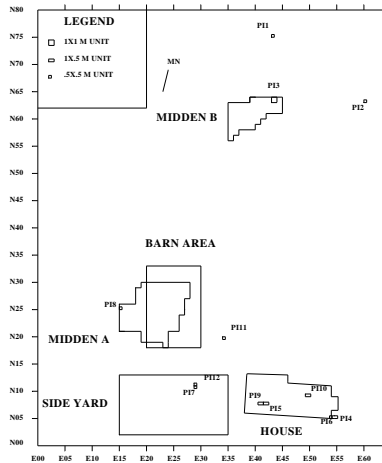 N80
N75
N70
N65
N60
N55
N50
N45
N40
N35
N30
N25
N20
N15
N10
N05
N00
LEGEND
1X1 M UNIT
1X.5 M UNIT
.5X.5 M UNIT
MN
PI1
PI3
PI2
MIDDEN B
BARN AREA
PI8
PI11
MIDDEN A
PI12
PI7
SIDE YARD
PI10
PI9
PI5
PI6
PI4
HOUSE
E00
E05
E10
E15
E20
E25
E30
E35
E40
E45
E50
E55
E60